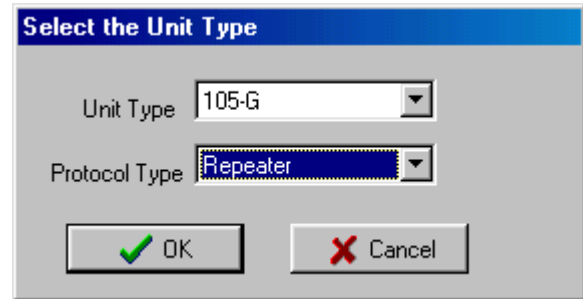 Select the Unit Type
Unit Type 105-G
Protocol Type Repeater
OK Cancel